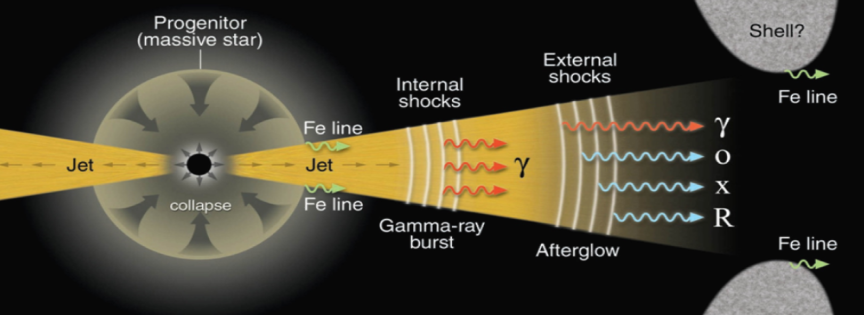 Progenitor
(massive star)
Jet
collapse
Fe line
Jet
Fe line
Internal
shocks
γ
Gamma-ray
burst
External
shocks
γ
o
x
R
Afterglow
Shell?
Fe line
Fe line